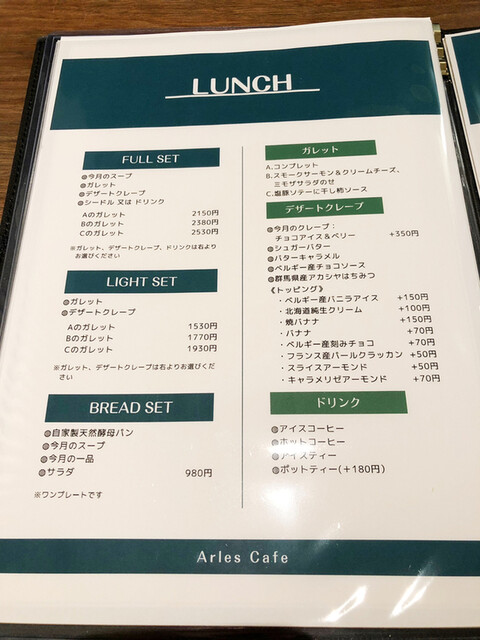 LUNCH
FULL SET
◎今月のスープ
◎ガレット
◎デザートクレープ
◎シードル 又は ドリンク
Aのガレット 2150円
Bのガレット 2380円
Cのガレット 2530円
※ガレット、デザートクレープ、ドリンクは右より
お選びください
LIGHT SET
◎ガレット
◎デザートクレープ
Aのガレット 1530円
Bのガレット 1770円
Cのガレット 1930円
※ガレット、デザートクレープは右よりお選びくだ
さい
BREAD SET
◎自家製天然酵母パン
◎今月のスープ
◎今月の一品
◎サラダ 980円
※ワンプレートです
ガレット
A.コンプレット
B.スモークサーモン＆クリームチーズ、
三モザサラダのせ
C.塩豚ソテーに干し柿ソース
デザートクレープ
◎今月のクレープ：
チョコアイス＆ベリー +350円
◎シュガーバター
◎バターキャラメル
◎ベルギー産チョコソース
◎群馬県産アカシヤはちみつ
《トッピング》
・ベルギー産バニラアイス +150円
・北海道純生クリーム +100円
・焼バナナ +150円
・バナナ +70円
・ベルギー産刻みチョコ +70円
・フランス産パールクラッカン +50円
・スライスアーモンド +50円
・キャラメリゼアーモンド +70円
ドリンク
◎アイスコーヒー
◎ホットコーヒー
◎アイスティー
◎ポットティー(+180円)
Arles Cafe